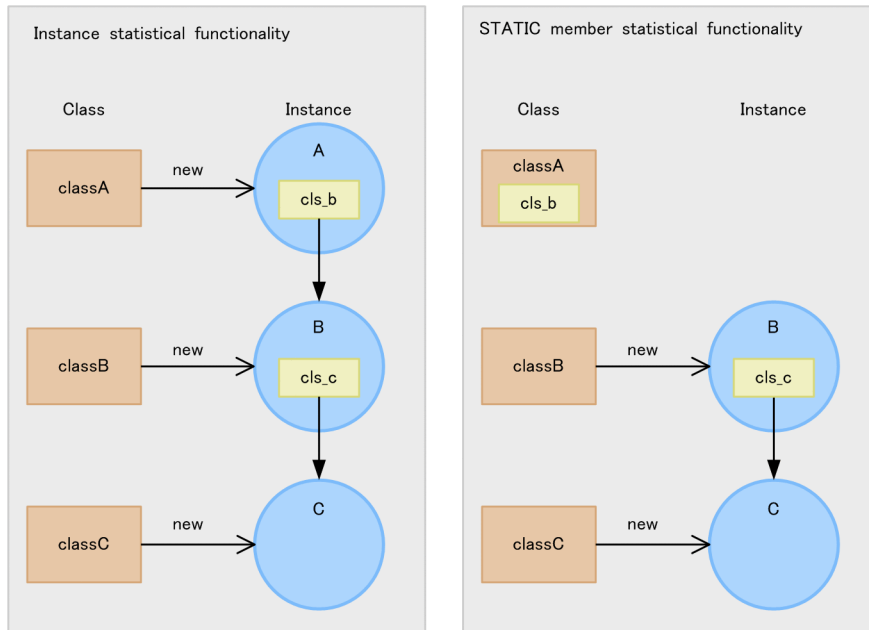 Instance statistical functionality
Class
Instance
A
classA
new
cls_b
B
classB
new
cls_c
C
classC
new
STATIC member statistical functionality
Class
Instance
classA
cls_b
B
classB
new
cls_c
C
classC
new